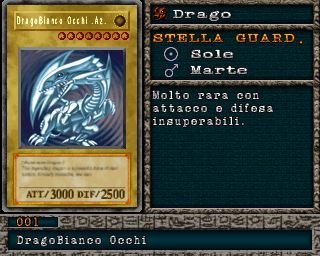 DragoBianco Occhi .Az.
ATT/3000 DIF/2500
Drago
STELLA GUARD.
Sole
Marte
Molto rara con
attacco e difesa
insuperabili.
001
DragoBianco Occhi